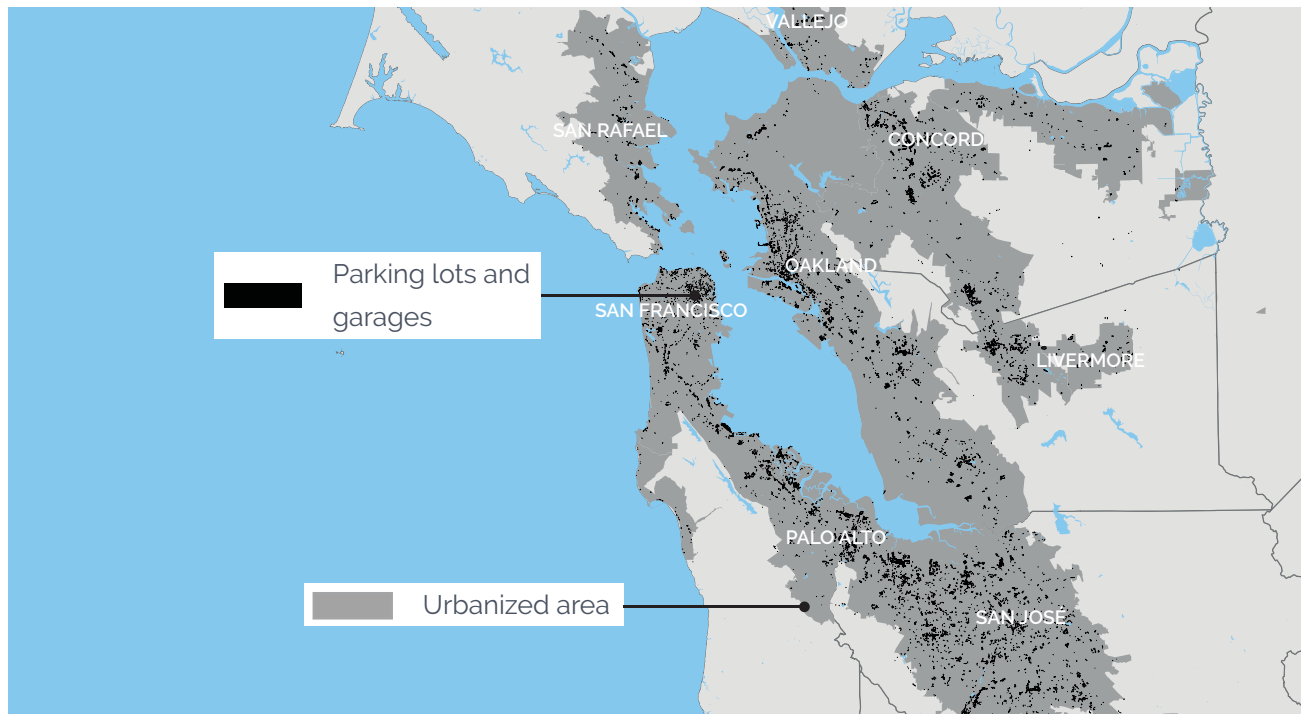 VALLEJO
SAN RAFAEL
CONCORD
Parking lots and
garages
OAKLAND
SAN FRANCISCO
LIVERMORE
PALO ALTO
Urbanized area
SAN JOSÉ